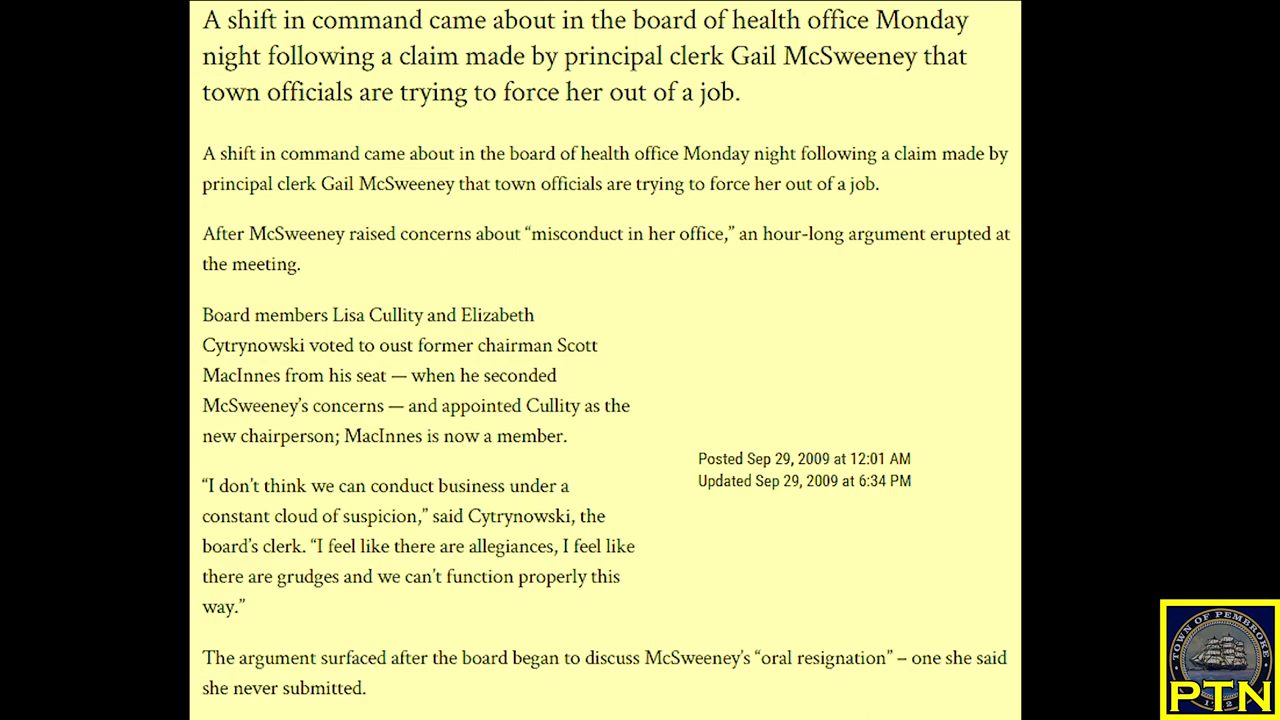 A shift in command came about in the board of health office Monday
night following a claim made by principal clerk Gail McSweeney that
town officials are trying to force her out of a job.
A shift in command came about in the board of health office Monday night following a claim made by
principal clerk Gail McSweeney that town officials are trying to force her out of a job.
After McSweeney raised concerns about “misconduct in her office,” an hour-long argument erupted at
the meeting.
Board members Lisa Cullity and Elizabeth
Cytrynowski voted to oust former chairman Scott
MacInnes from his seat — when he seconded
McSweeney’s concerns — and appointed Cullity as the
new chairperson; MacInnes is now a member.
Posted Sep 29, 2009 at 12:01 AM
Updated Sep 29, 2009 at 6:34 PM
“I don’t think we can conduct business under a
constant cloud of suspicion,” said Cytrynowski, the
board’s clerk. “I feel like there are allegiances, I feel like
there are grudges and we can’t function properly this
way.”
The argument surfaced after the board began to discuss McSweeney’s “oral resignation” – one she said
she never submitted.
TOWN OF PEMBROKE
PTN